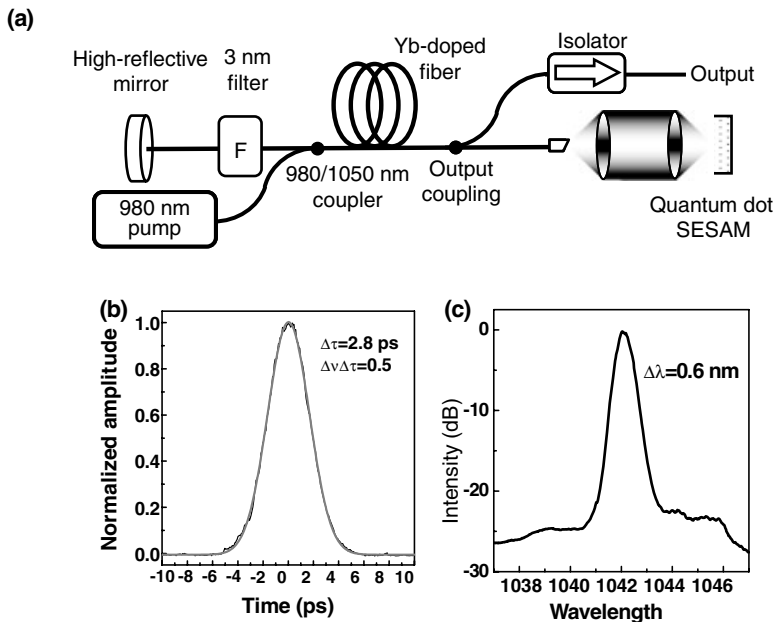 (a)
High-reflective
mirror
3 nm
filter
Yb-doped
fiber
Isolator
Output
F
980/1050 nm
coupler
Output
coupling
980 nm
pump
Quantum dot
SESAM
(b)
Normalized amplitude
1.0
0.8
0.6
0.4
0.2
0.0
Δτ=2.8 ps
ΔνΔτ=0.5
-10 -8 -6 -4 -2 0 2 4 6 8 10
Time (ps)
(c)
Intensity (dB)
0
-10
-20
-30
Δλ=0.6 nm
1038 1040 1042 1044 1046
Wavelength